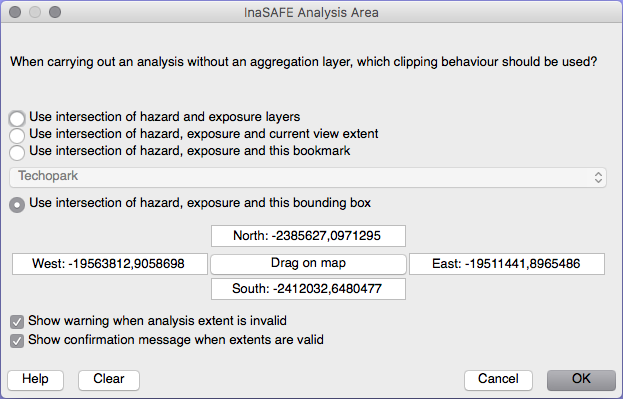 InaSAFE Analysis Area
When carrying out an analysis without an aggregation layer, which clipping behaviour should be used?
Use intersection of hazard and exposure layers
Use intersection of hazard, exposure and current view extent
Use intersection of hazard, exposure and this bookmark
Techopark
Use intersection of hazard, exposure and this bounding box
North: -2385627,0971295
West: -19563812,9058698
Drag on map
East: -19511441,8965486
South: -2412032,6480477
Show warning when analysis extent is invalid
Show confirmation message when extents are valid
Help
Clear
Cancel
OK